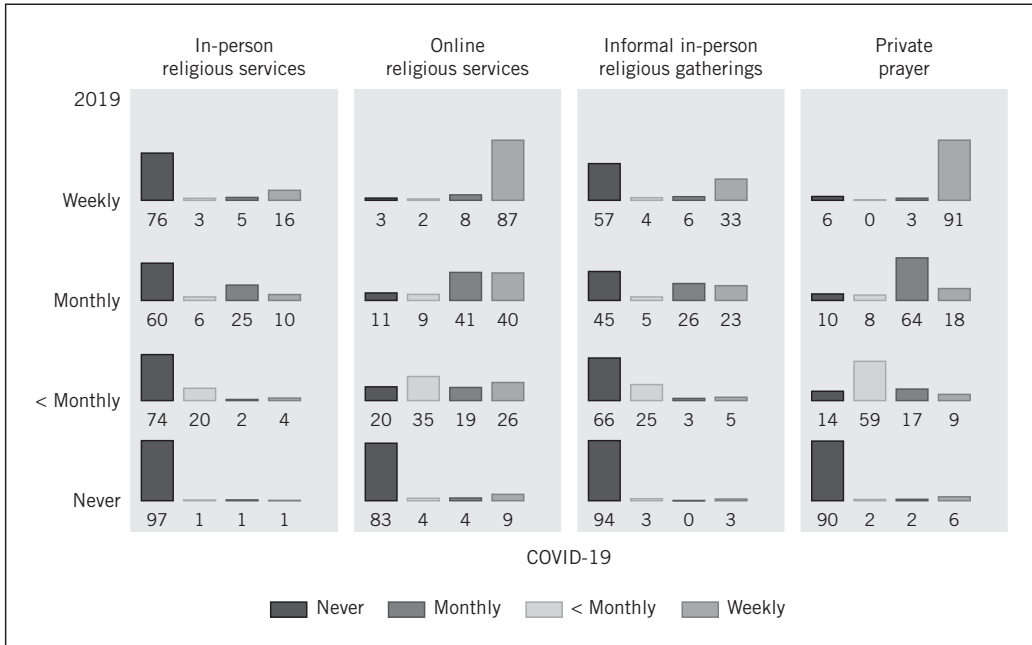 In-person
religious services
Online
religious services
Informal in-person
religious gatherings
Private
prayer
2019
Weekly
76 3 5 16 3 2 8 87 57 4 6 33 6 0 3 91
Monthly
60 6 25 10 11 9 41 40 45 5 26 23 10 8 64 18
< Monthly
74 20 2 4 20 35 19 26 66 25 3 5 14 59 17 9
Never
97 1 1 1 83 4 4 9 94 3 0 3 90 2 2 6
COVID-19
Never Monthly < Monthly Weekly